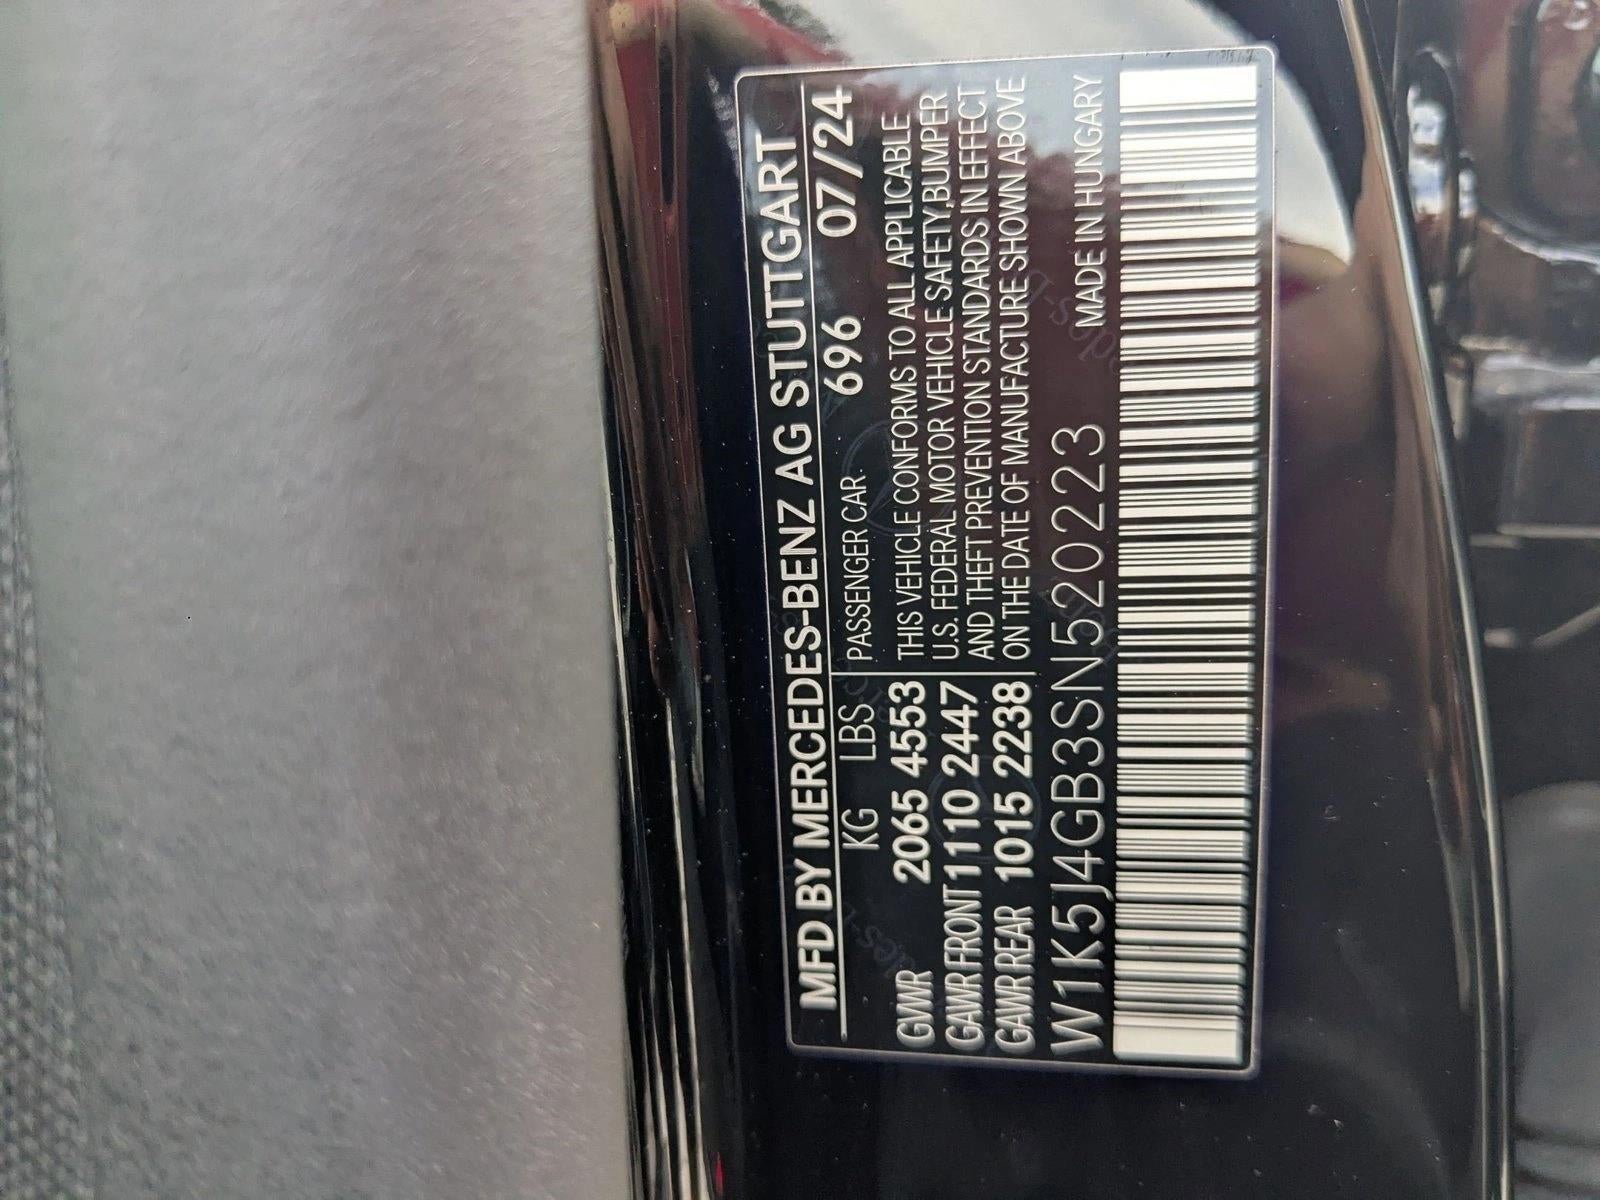 MFD BY MERCEDES-BENZ AG STUTTGART
KG LBS PASSENGER CAR 696 07/24
GVWR 2065 4553 THIS VEHICLE CONFORMS TO ALL APPLICABLE
GAWR FRONT 1110 2447 U.S. FEDERAL MOTOR VEHICLE SAFETY,BUMPER
AND THEFT PREVENTION STANDARDS IN EFFECT
GAWR REAR 1015 2238 ON THE DATE OF MANUFACTURE SHOWN ABOVE
W1K5J4GB3SN520223 MADE IN HUNGARY